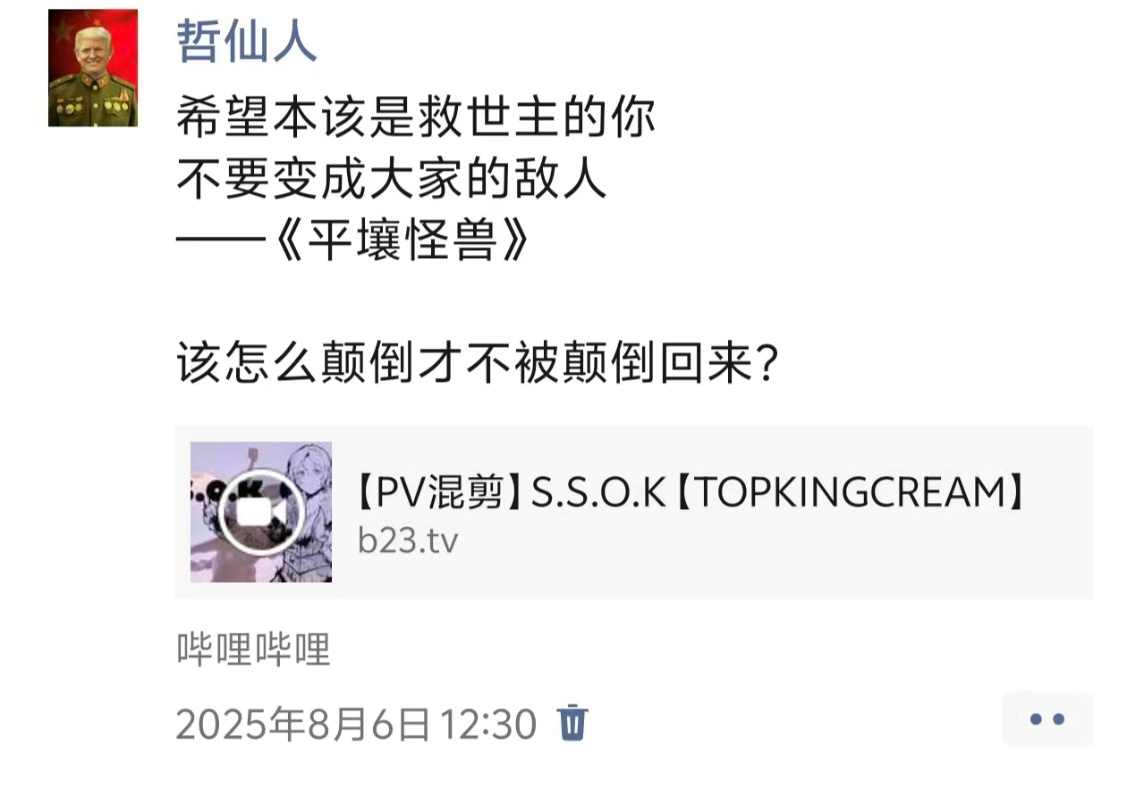 哲仙人
希望本该是救世主的你
不要变成大家的敌人
——《平壤怪兽》
该怎么颠倒才不被颠倒回来？
【PV混剪】S.S.O.K【TOPKINGCREAM】
b23.tv
哔哩哔哩
2025年8月6日 12:30